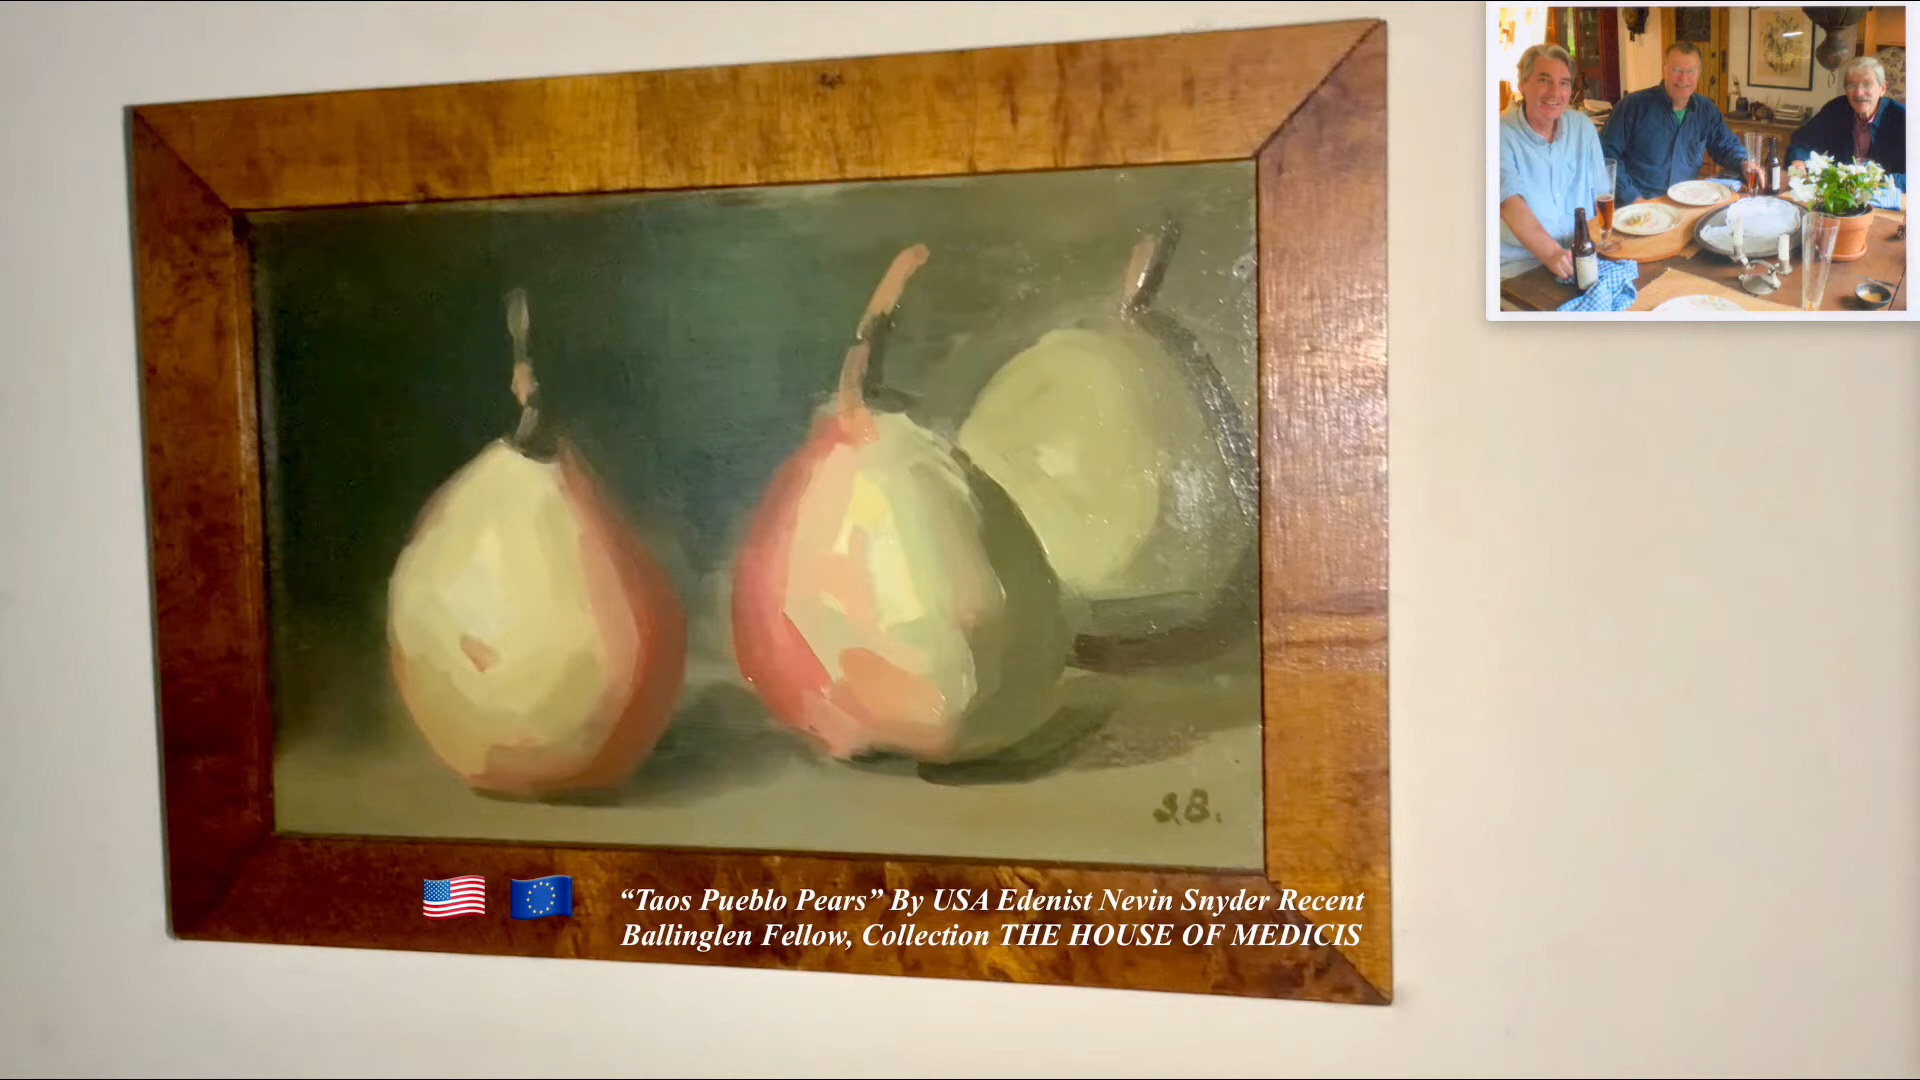 S.B.
“Taos Pueblo Pears” By USA Edenist Nevin Snyder Recent
Ballinglen Fellow, Collection THE HOUSE OF MEDICIS